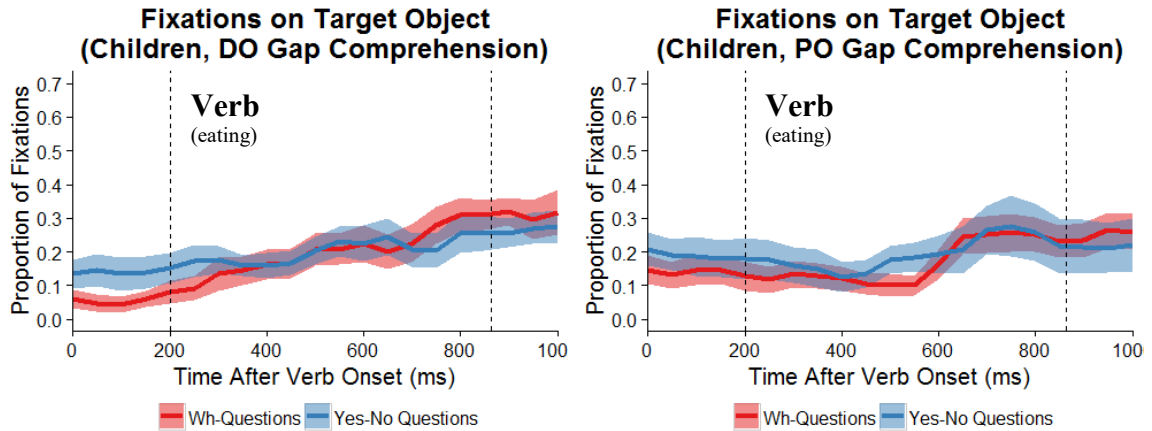 Fixations on Target Object
(Children, DO Gap Comprehension)
Proportion of Fixations
0.7
0.6
0.5
0.4
0.3
0.2
0.1
0.0
Verb
(eating)
0 200 400 600 800 100
Time After Verb Onset (ms)
Wh-Questions Yes-No Questions
Fixations on Target Object
(Children, PO Gap Comprehension)
Proportion of Fixations
0.7
0.6
0.5
0.4
0.3
0.2
0.1
0.0
Verb
(eating)
0 200 400 600 800 100
Time After Verb Onset (ms)
Wh-Questions Yes-No Questions